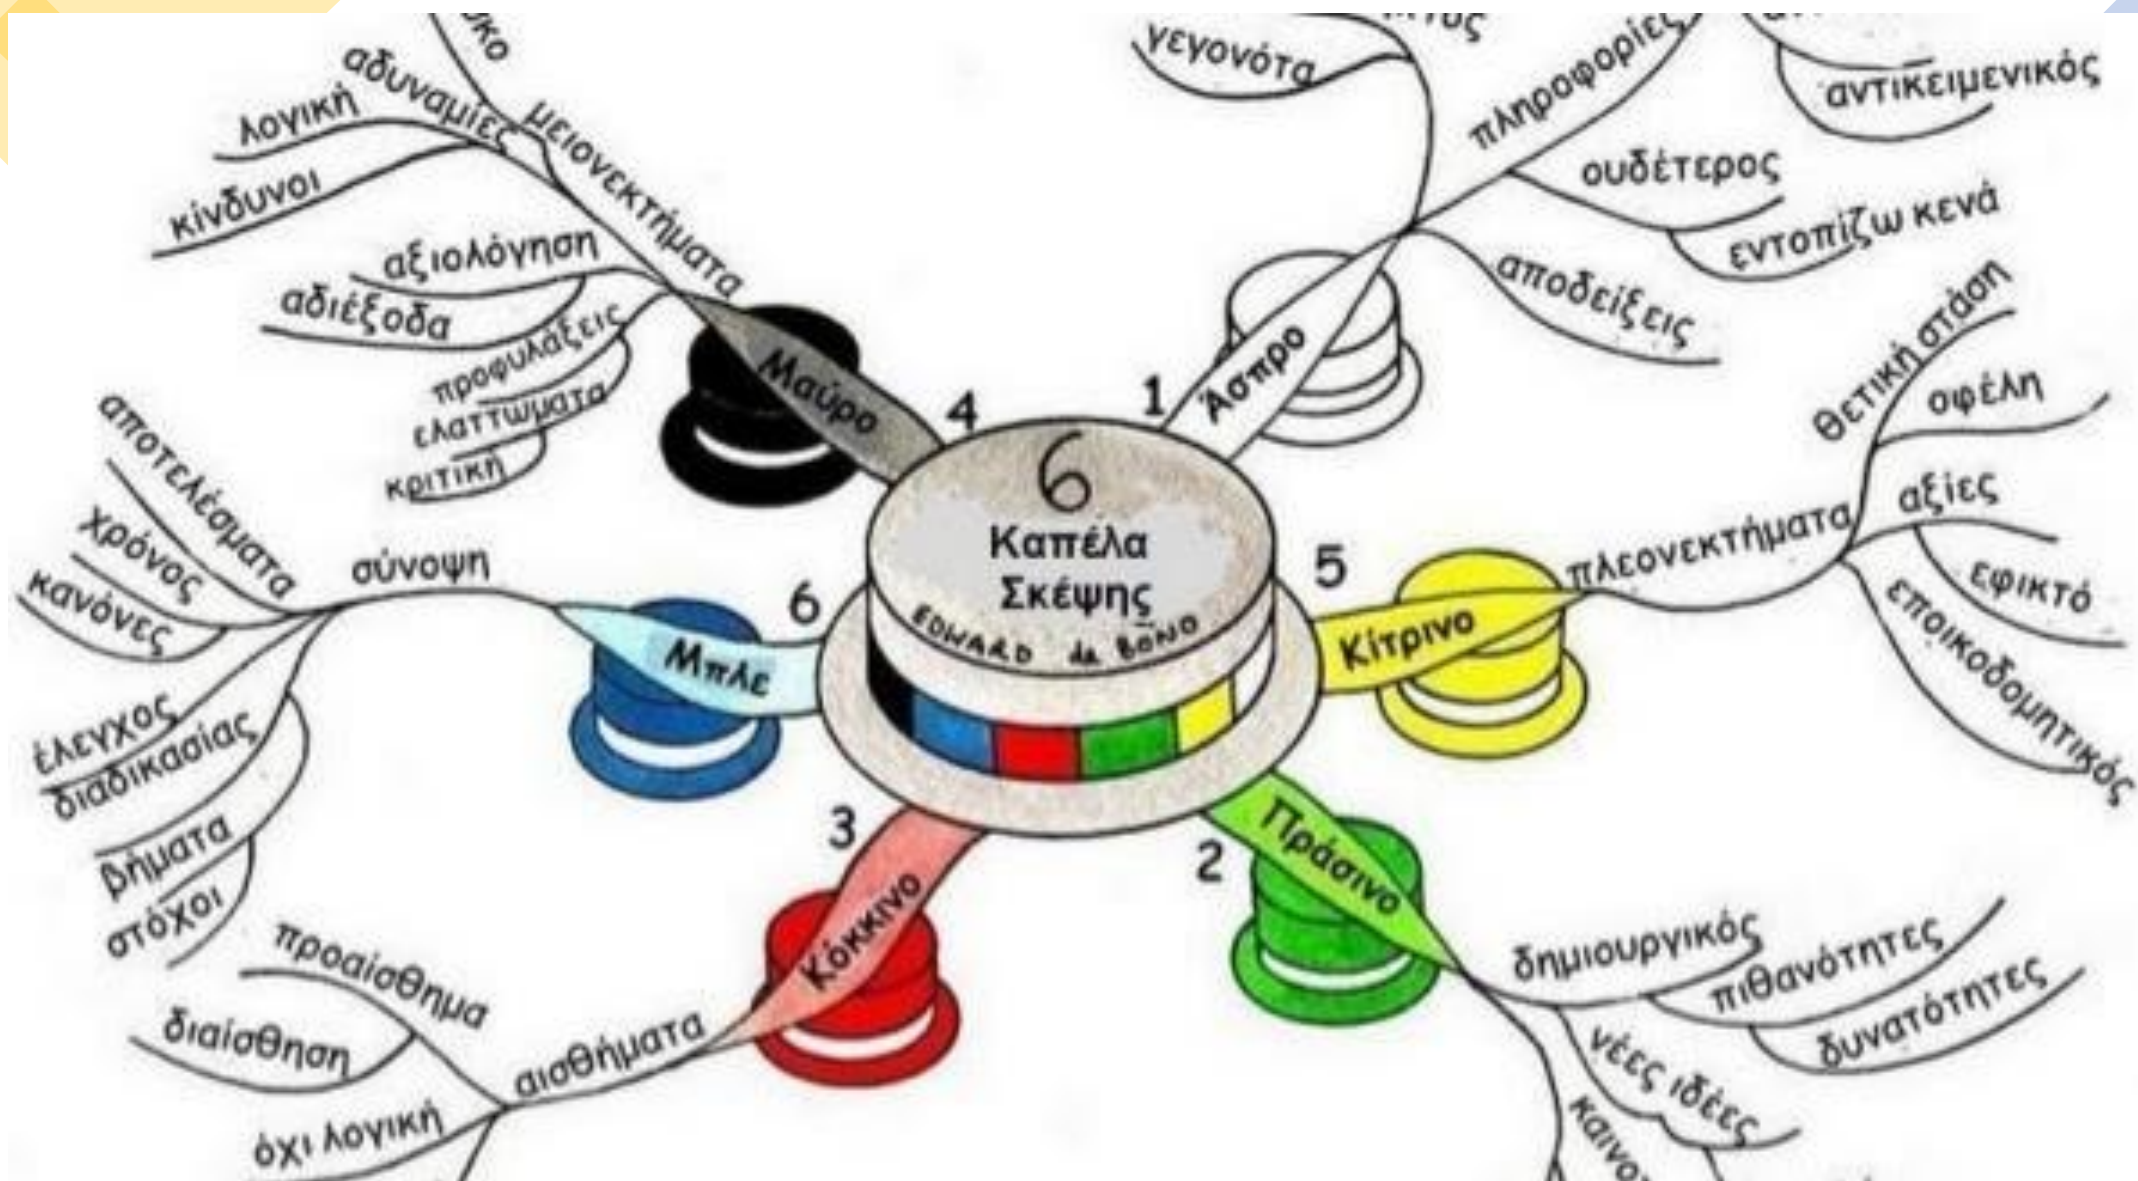 6
Καπέλα
Σκέψης
EDWARD de BONO
1
Άσπρο
γεγονότα
πληροφορίες
αντικειμενικός
ουδέτερος
εντοπίζω κενά
αποδείξεις
5
Κίτρινο
πλεονεκτήματα
θετική στάση
οφέλη
αξίες
εφικτό
εποικοδομητικός
2
Πράσινο
δημιουργικός
πιθανότητες
δυνατότητες
νέες ιδέες
3
Κόκκινο
αισθήματα
προαίσθημα
διαίσθηση
όχι λογική
6
Μπλε
σύνοψη
αποτελέσματα
χρόνος
κανόνες
έλεγχος
διαδικασίας
βήματα
στόχοι
4
Μαύρο
μειονεκτήματα
αδυναμίες
λογική
κίνδυνοι
αξιολόγηση
αδιέξοδα
προφυλάξεις
ελαττώματα
κριτική